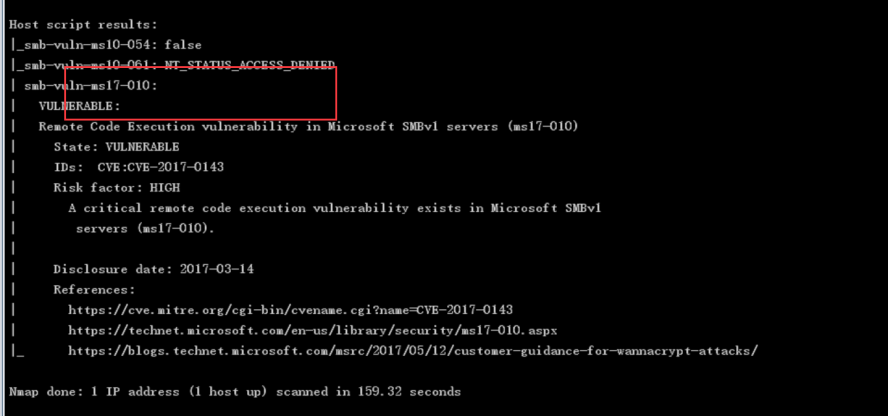 Host script results:
|_smb-vuln-ms10-054: false
|_smb-vuln-ms10-061: NT_STATUS_ACCESS_DENIED
| smb-vuln-ms17-010:
|   VULNERABLE:
|   Remote Code Execution vulnerability in Microsoft SMBv1 servers (ms17-010)
|     State: VULNERABLE
|     IDs:  CVE:CVE-2017-0143
|     Risk factor: HIGH
|       A critical remote code execution vulnerability exists in Microsoft SMBv1
|        servers (ms17-010).
|
|     Disclosure date: 2017-03-14
|     References:
|       https://cve.mitre.org/cgi-bin/cvename.cgi?name=CVE-2017-0143
|       https://technet.microsoft.com/en-us/library/security/ms17-010.aspx
|_      https://blogs.technet.microsoft.com/msrc/2017/05/12/customer-guidance-for-wannacrypt-attacks/
Nmap done: 1 IP address (1 host up) scanned in 159.32 seconds